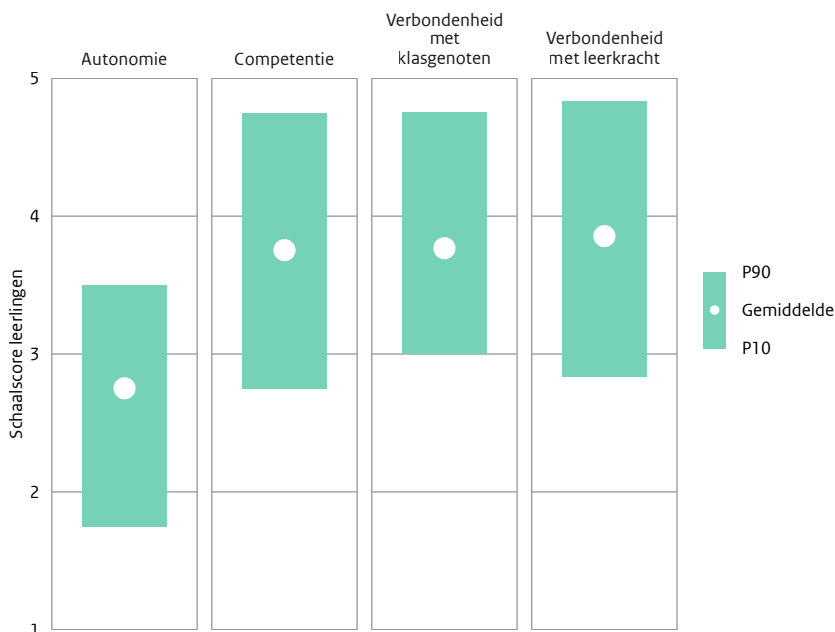 Autonomie
Competentie
Verbondenheid
met
klasgenoten
Verbondenheid
met leerkracht
5
4
3
2
1
Schaalscore leerlingen
P90
Gemiddelde
P10